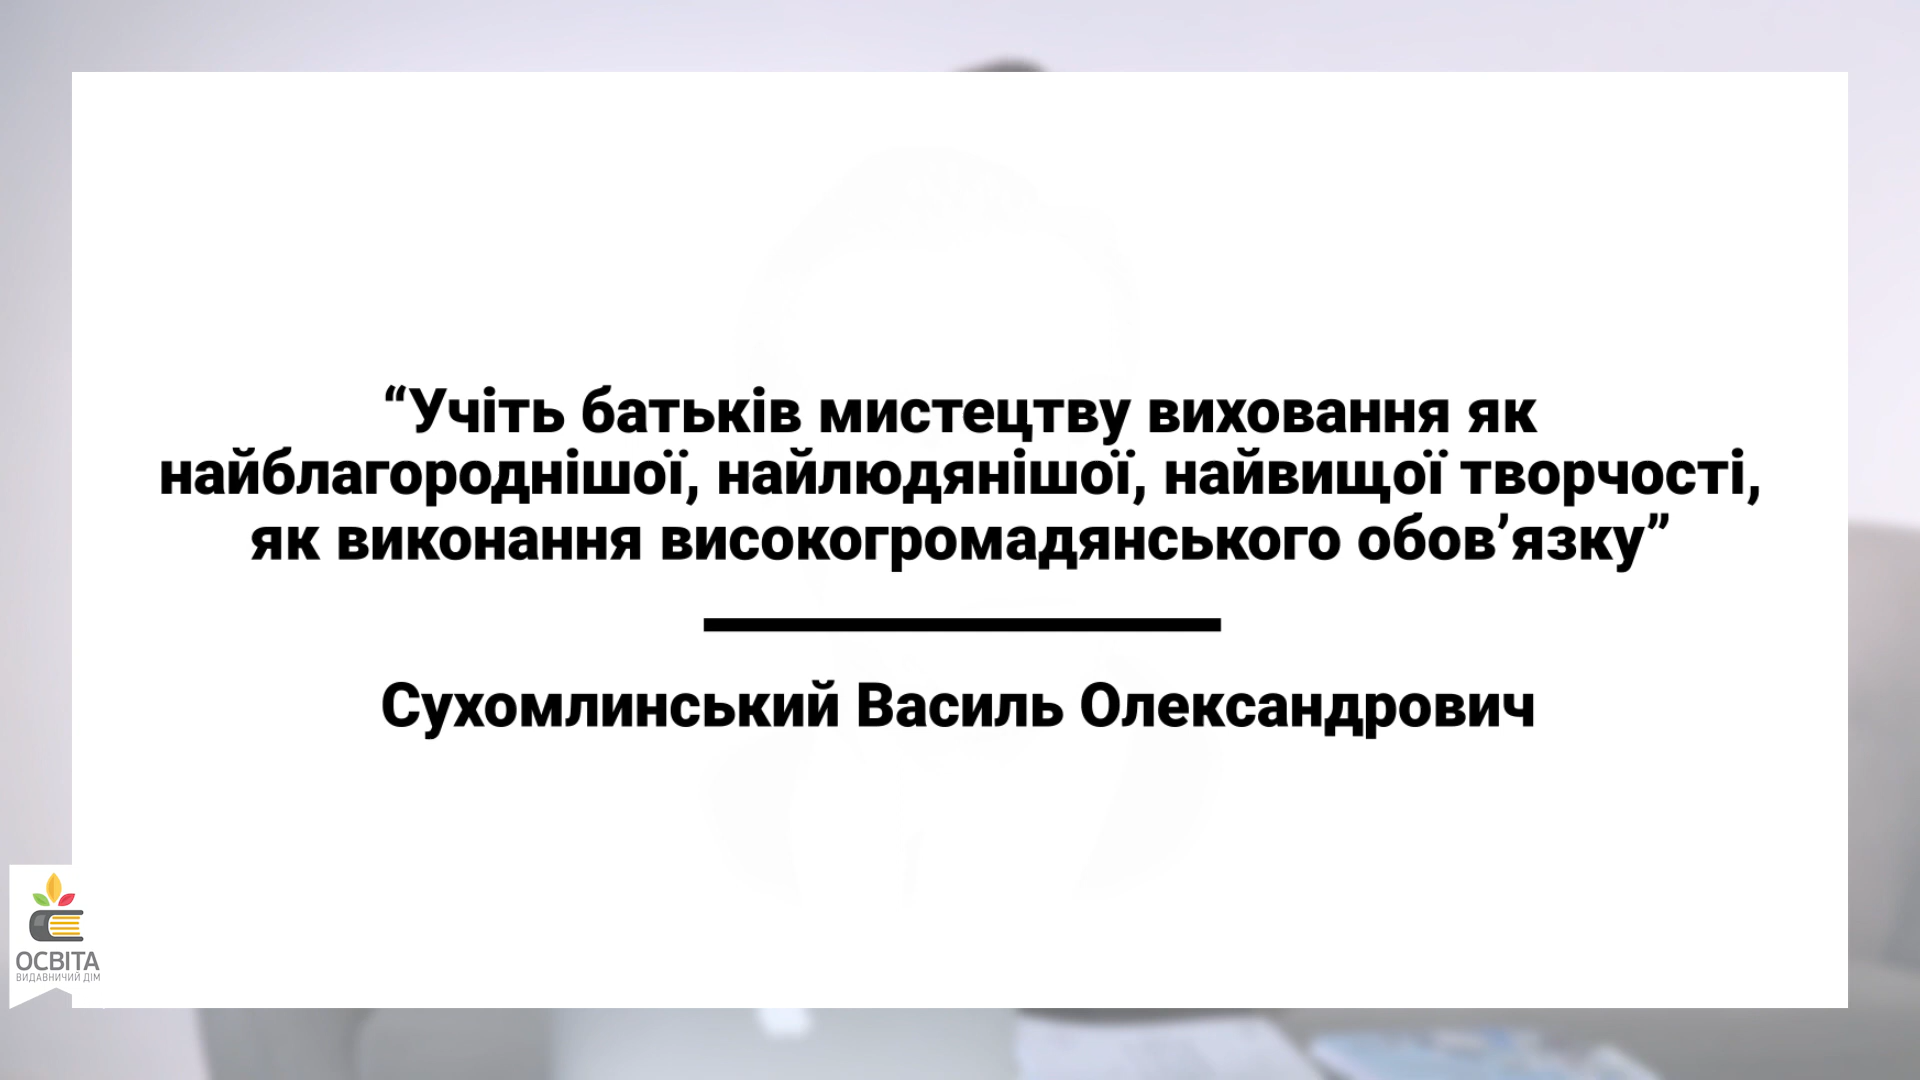 “Учіть батьків мистецтву виховання як
найблагороднішої, найлюдянішої, найвищої творчості,
як виконання високогромадянського обов’язку”
Сухомлинський Василь Олександрович
ОСВІТА
ВИДАВНИЧИЙ ДІМ